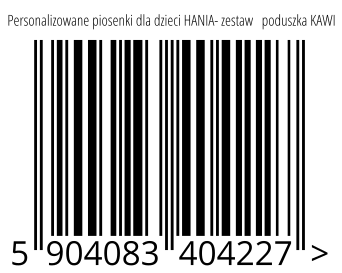 Personalizowane piosenki dla dzieci HANIA- zestaw poduszka KAWI
5 904083 404227 >